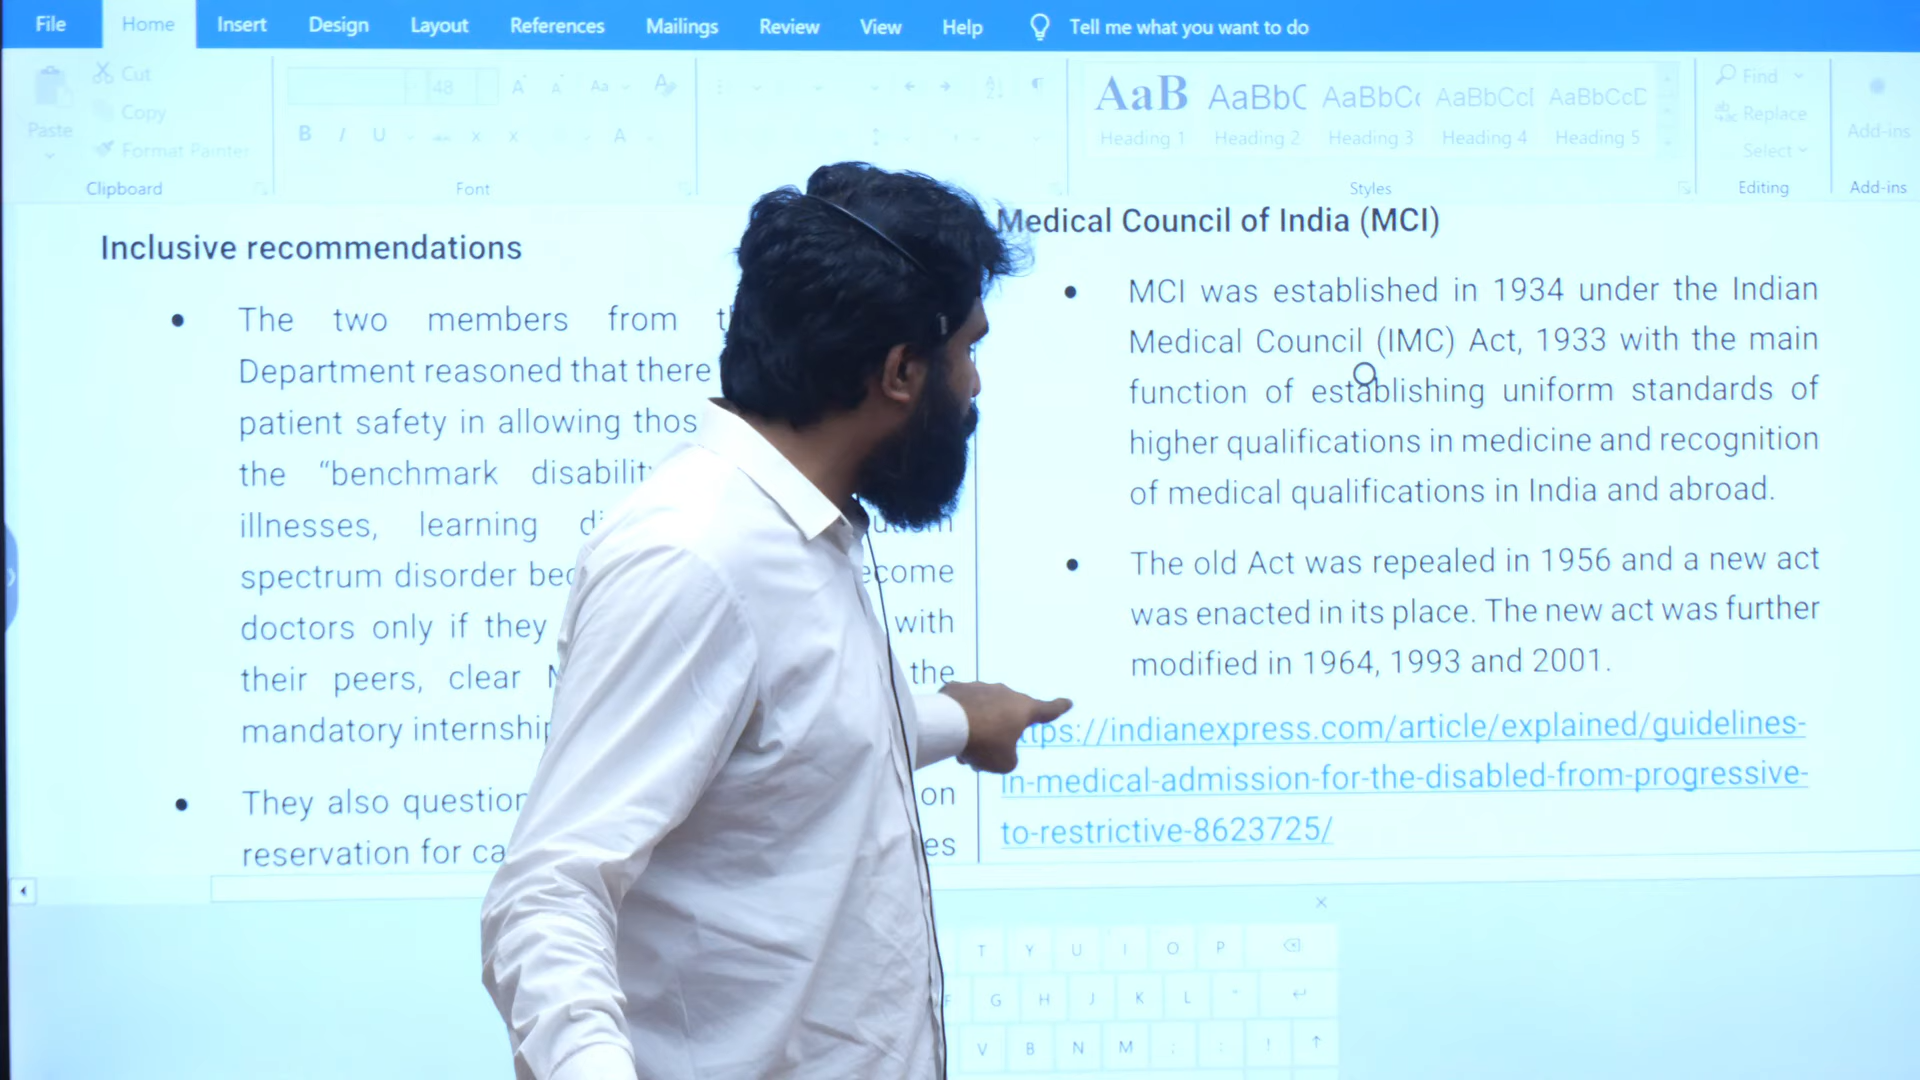 File Home Insert Design Layout References Mailings Review View Help Tell me what you want to do
Cut
Copy
Paste
Format Painter
Clipboard
48
Aa
B I U
A
Font
AaB AaBbC AaBbCc AaBbCcI AaBbCcD
Heading 1 Heading 2 Heading 3 Heading 4 Heading 5
Styles
Find
Replace
Select
Editing
Add-ins
Add-ins
Inclusive recommendations
• The two members from
Department reasoned that there
patient safety in allowing
the “benchmark
illnesses, learning
spectrum disorder
doctors only if they with
their peers, clear the
mandatory
• They also on
reservation for
Medical Council of India (MCI)
• MCI was established in 1934 under the Indian
Medical Council (IMC) Act, 1933 with the main
function of establishing uniform standards of
higher qualifications in medicine and recognition
of medical qualifications in India and abroad.
• The old Act was repealed in 1956 and a new act
was enacted in its place. The new act was further
modified in 1964, 1993 and 2001.
tps://indianexpress.com/article/explained/guidelines-
in-medical-admission-for-the-disabled-from-progressive-
to-restrictive-8623725/
T Y U I O P
F G H J K L "
V B N M ; : !